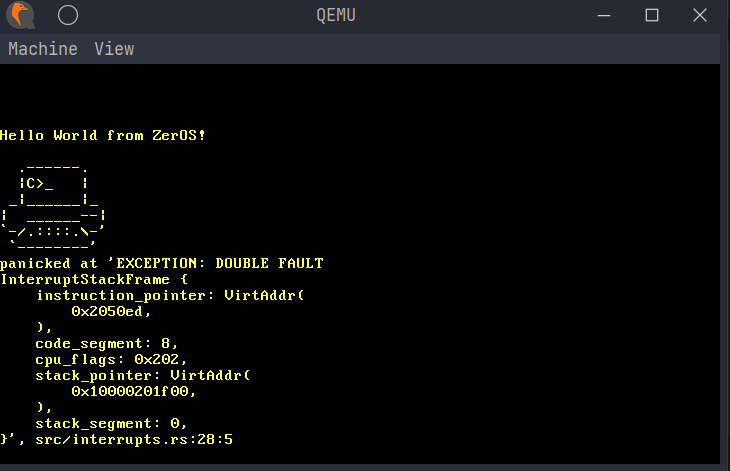 QEMU
Machine View
Hello World from ZerOS!
  .------.
  ¦C>_   ¦
 _¦______¦_
¦  ______--¦
`-/.::::.\-'
 `--------'
panicked at 'EXCEPTION: DOUBLE FAULT
InterruptStackFrame {
    instruction_pointer: VirtAddr(
        0x2050ed,
    ),
    code_segment: 8,
    cpu_flags: 0x202,
    stack_pointer: VirtAddr(
        0x10000201f00,
    ),
    stack_segment: 0,
}', src/interrupts.rs:28:5